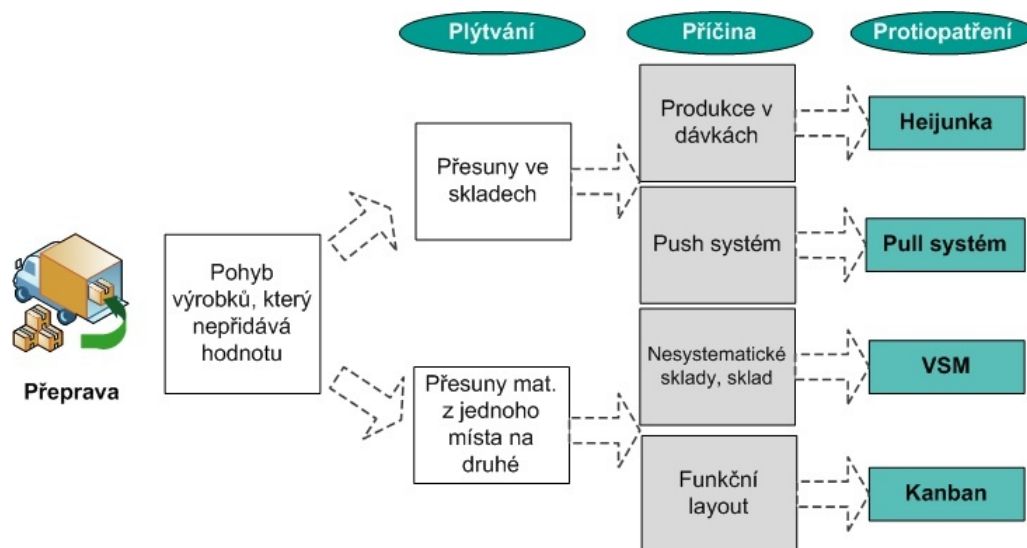 Plýtvání
Příčina
Protiopatření
Přeprava
Pohyb
výrobků, který
nepřidává
hodnotu
Přesuny ve
skladech
Přesuny mat.
z jednoho
místa na
druhé
Produkce v
dávkách
Push systém
Nesystematické
sklady, sklad
Funkční
layout
Heijunka
Pull systém
VSM
Kanban